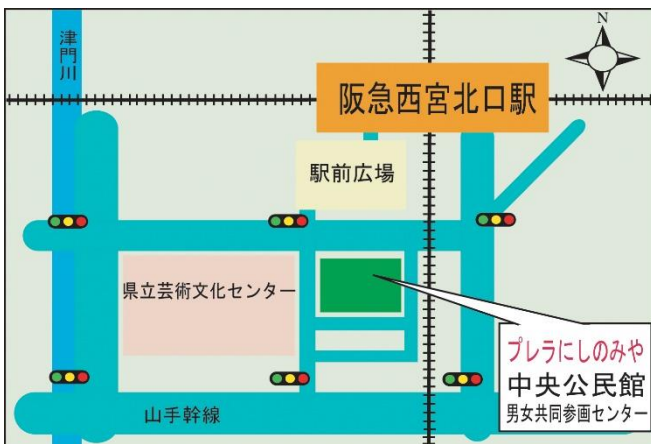 N
津門川
阪急西宮北口駅
駅前広場
県立芸術文化センター
プレラにしのみや
中央公民館
男女共同参画センター
山手幹線